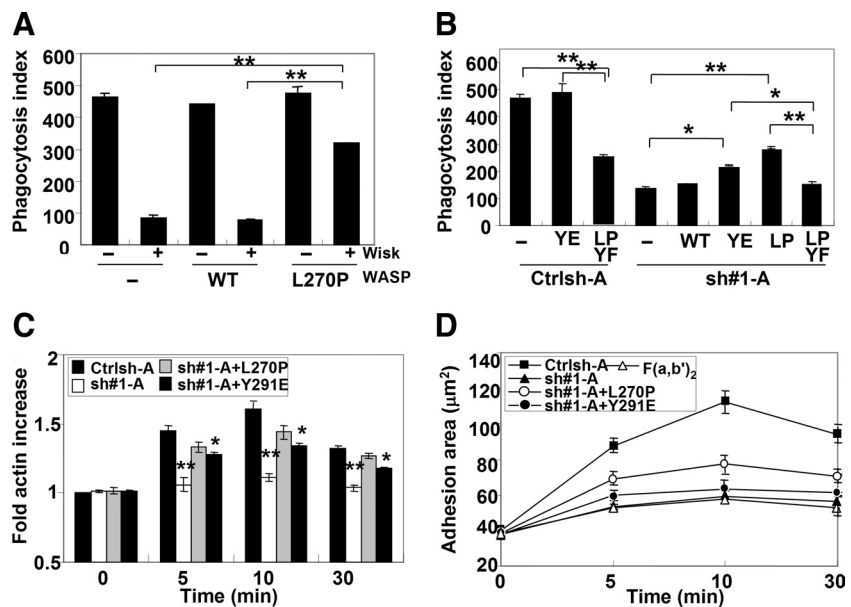 A
Phagocytosis index
600
500
400
300
200
100
0
**
**
– + – + – + Wisk
– WT L270P WASP
B
Phagocytosis index
600
500
400
300
200
100
0
**
**
**
*
*
**
– YE LP YF – WT YE LP LP YF
Ctrlsh-A sh#1-A
C
Fold actin increase
2
1.5
1
0.5
Ctrlsh-A sh#1-A+L270P
sh#1-A sh#1-A+Y291E
** *
** *
** *
0 5 10 30
Time (min)
D
Adhesion area (μm²)
140
120
100
80
60
40
20
Ctrlsh-A F(a,b')₂
sh#1-A
sh#1-A+L270P
sh#1-A+Y291E
0 5 10 30
Time (min)